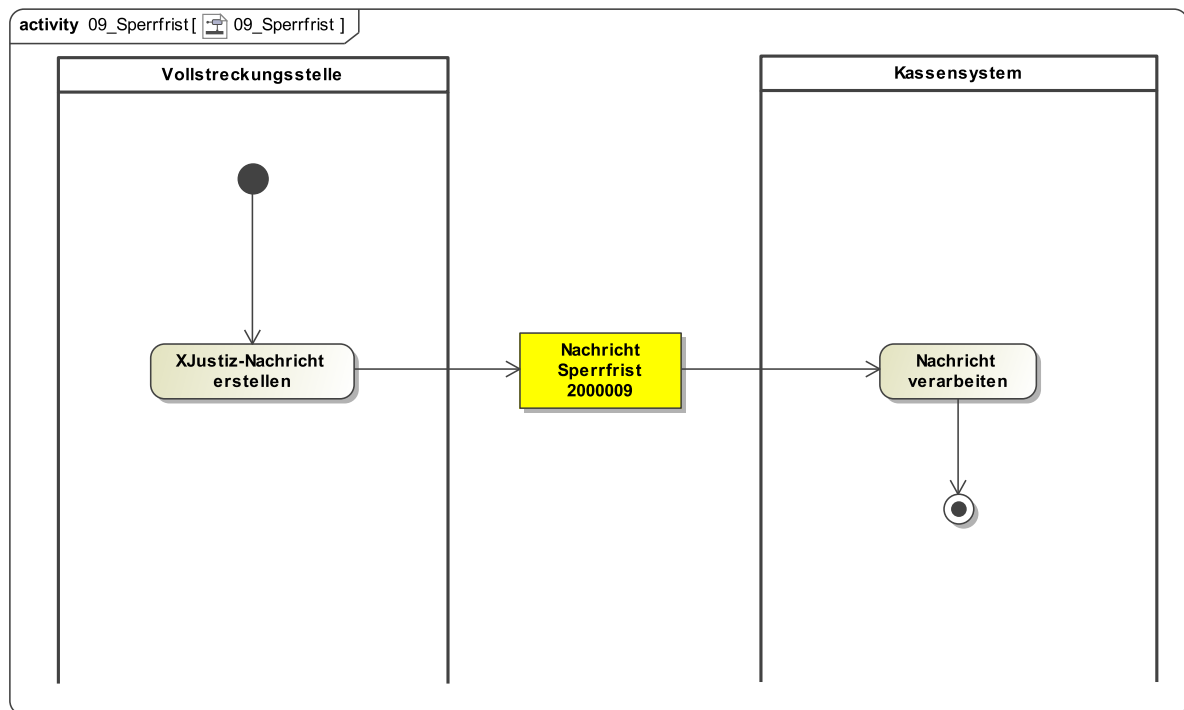 activity 09_Sperrfrist [ 09_Sperrfrist ]
Vollstreckungsstelle
Kassensystem
XJustiz-Nachricht
erstellen
Nachricht
Sperrfrist
2000009
Nachricht
verarbeiten